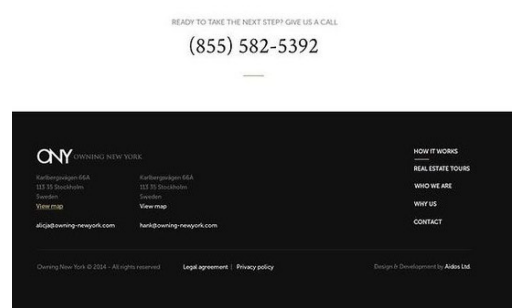 READY TO TAKE THE NEXT STEP? GIVE US A CALL
(855) 582-5392
ONY OWNING NEW YORK
Karlbergsvägen 66A
113 35 Stockholm
Sweden
View map
alicja@owning-newyork.com
Karlbergsvägen 66A
113 35 Stockholm
Sweden
View map
hank@owning-newyork.com
HOW IT WORKS
REAL ESTATE TOURS
WHO WE ARE
WHY US
CONTACT
Owning New York © 2014 - All rights reserved
Legal agreement | Privacy policy
Design & Development by Aidos Ltd.